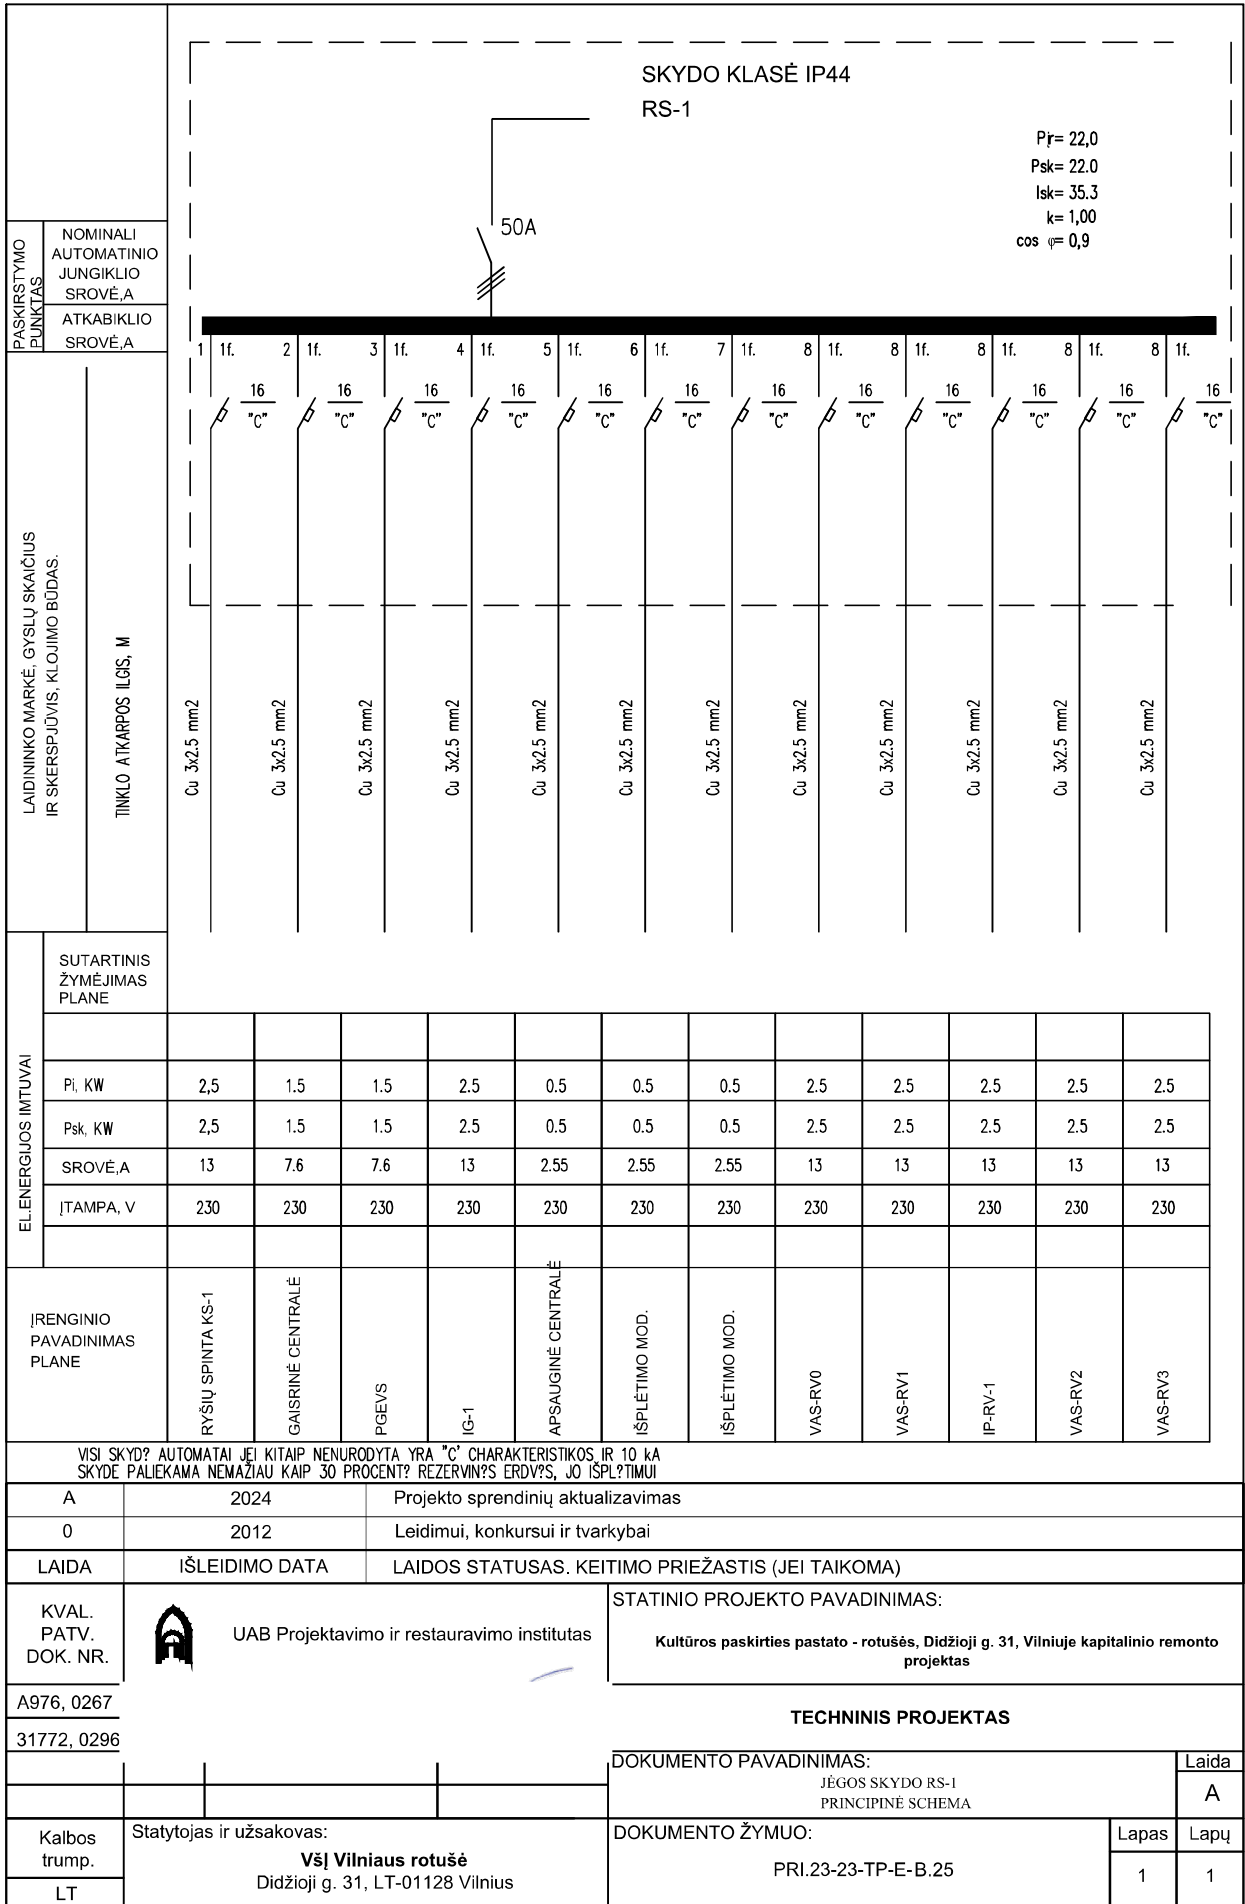 SKYDO KLASĖ IP44
RS-1
Pįr= 22,0
Psk= 22.0
Isk= 35.3
k= 1,00
cos φ= 0,9
50A
PASKIRSTYMO
PUNKTAS
NOMINALI
AUTOMATINIO
JUNGIKLIO
SROVĖ,A
ATKABIKLIO
SROVĖ,A
1 1f. 2 1f. 3 1f. 4 1f. 5 1f. 6 1f. 7 1f. 8 1f. 8 1f. 8 1f. 8 1f. 8 1f.
16 16 16 16 16 16 16 16 16 16 16 16
"C" "C" "C" "C" "C" "C" "C" "C" "C" "C" "C" "C"
LAIDININKO MARKĖ, GYSLŲ SKAIČIUS
IR SKERSPJŪVIS, KLOJIMO BŪDAS.
TINKLO ATKARPOS ILGIS, M
Cu 3x2.5 mm2
Cu 3x2.5 mm2
Cu 3x2.5 mm2
Cu 3x2.5 mm2
Cu 3x2.5 mm2
Cu 3x2.5 mm2
Cu 3x2.5 mm2
Cu 3x2.5 mm2
Cu 3x2.5 mm2
Cu 3x2.5 mm2
Cu 3x2.5 mm2
Cu 3x2.5 mm2
EL.ENERGIJOS IMTUVAI
SUTARTINIS
ŽYMĖJIMAS
PLANE
Pi, KW 2,5 1.5 1.5 2.5 0.5 0.5 0.5 2.5 2.5 2.5 2.5 2.5
Psk, KW 2,5 1.5 1.5 2.5 0.5 0.5 0.5 2.5 2.5 2.5 2.5 2.5
SROVĖ,A 13 7.6 7.6 13 2.55 2.55 2.55 13 13 13 13 13
ĮTAMPA, V 230 230 230 230 230 230 230 230 230 230 230 230
ĮRENGINIO
PAVADINIMAS
PLANE
RYŠIŲ SPINTA KS-1
GAISRINĖ CENTRALĖ
PGEVS
IG-1
APSAUGINĖ CENTRALĖ
IŠPLĖTIMO MOD.
IŠPLĖTIMO MOD.
VAS-RV0
VAS-RV1
IP-RV-1
VAS-RV2
VAS-RV3
VISI SKYD? AUTOMATAI JEI KITAIP NENURODYTA YRA "C' CHARAKTERISTIKOS IR 10 kA
SKYDE PALIEKAMA NEMAŽIAU KAIP 30 PROCENT? REZERVIN?S ERDV?S, JO IŠPL?TIMUI
A 2024 Projekto sprendinių aktualizavimas
0 2012 Leidimui, konkursui ir tvarkybai
LAIDA IŠLEIDIMO DATA LAIDOS STATUSAS. KEITIMO PRIEŽASTIS (JEI TAIKOMA)
KVAL.
PATV.
DOK. NR.
UAB Projektavimo ir restauravimo institutas
STATINIO PROJEKTO PAVADINIMAS:
Kultūros paskirties pastato - rotušės, Didžioji g. 31, Vilniuje kapitalinio remonto
projektas
A976, 0267
31772, 0296
TECHNINIS PROJEKTAS
DOKUMENTO PAVADINIMAS:
JĖGOS SKYDO RS-1
PRINCIPINĖ SCHEMA
Laida
A
Kalbos
trump.
LT
Statytojas ir užsakovas:
VšĮ Vilniaus rotušė
Didžioji g. 31, LT-01128 Vilnius
DOKUMENTO ŽYMUO:
PRI.23-23-TP-E-B.25
Lapas Lapų
1 1